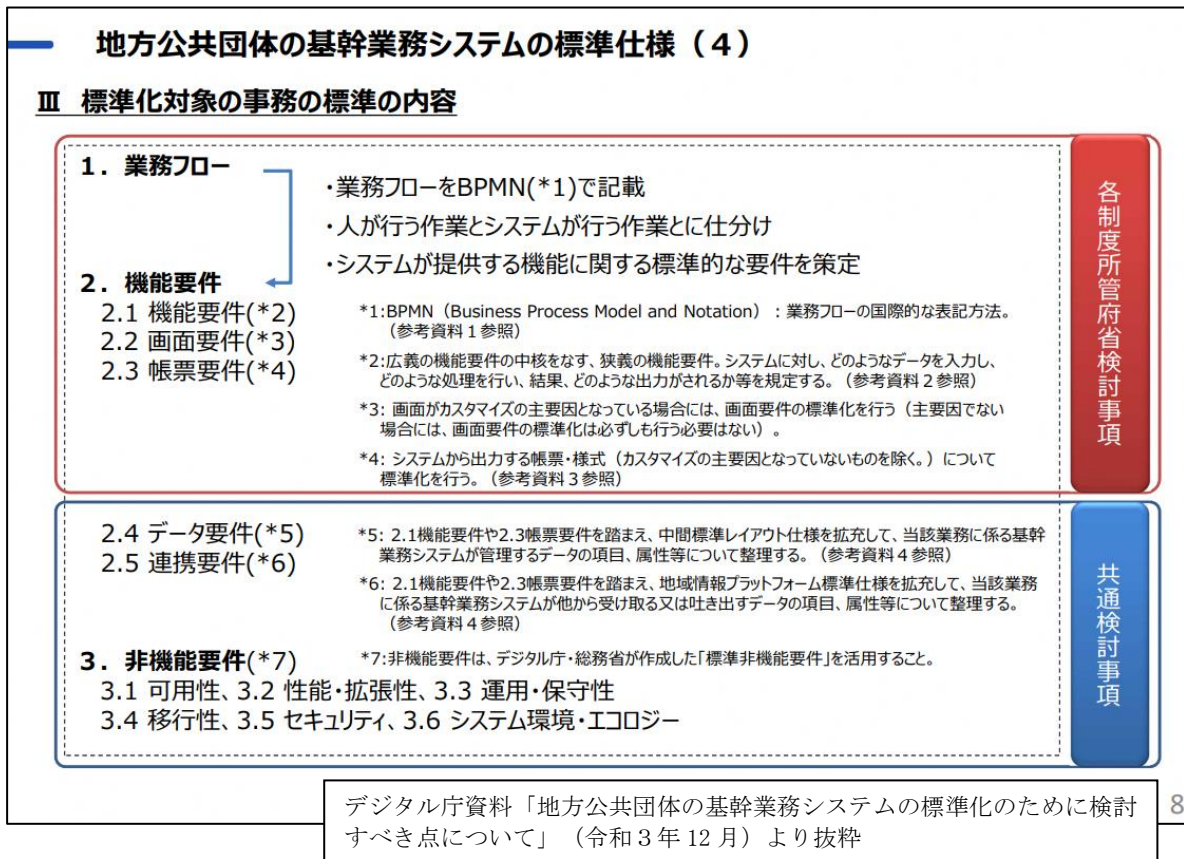 地方公共団体の基幹業務システムの標準仕様（４）
Ⅲ 標準化対象の事務の標準の内容
１．業務フロー
・業務フローをBPMN(*1)で記載
・人が行う作業とシステムが行う作業とに仕分け
・システムが提供する機能に関する標準的な要件を策定
２．機能要件
2.1 機能要件(*2)
2.2 画面要件(*3)
2.3 帳票要件(*4)
*1:BPMN（Business Process Model and Notation）：業務フローの国際的な表記方法。
（参考資料１参照）
*2:広義の機能要件の中核をなす、狭義の機能要件。システムに対し、どのようなデータを入力し、
どのような処理を行い、結果、どのような出力がされるか等を規定する。（参考資料２参照）
*3: 画面がカスタマイズの主要因となっている場合には、画面要件の標準化を行う（主要因でない
場合には、画面要件の標準化は必ずしも行う必要はない）。
*4: システムから出力する帳票・様式（カスタマイズの主要因となっていないものを除く。）について
標準化を行う。（参考資料３参照）
各制度所管府省検討事項
2.4 データ要件(*5)
2.5 連携要件(*6)
*5: 2.1機能要件や2.3帳票要件を踏まえ、中間標準レイアウト仕様を拡充して、当該業務に係る基幹
業務システムが管理するデータの項目、属性等について整理する。（参考資料４参照）
*6: 2.1機能要件や2.3帳票要件を踏まえ、地域情報プラットフォーム標準仕様を拡充して、当該業務
に係る基幹業務システムが他から受け取る又は吐き出すデータの項目、属性等について整理する。
（参考資料４参照）
３．非機能要件(*7)
*7:非機能要件は、デジタル庁・総務省が作成した「標準非機能要件」を活用すること。
3.1 可用性、3.2 性能・拡張性、3.3 運用・保守性
3.4 移行性、3.5 セキュリティ、3.6 システム環境・エコロジー
共通検討事項
デジタル庁資料「地方公共団体の基幹業務システムの標準化のために検討
すべき点について」（令和３年 12 月）より抜粋
8